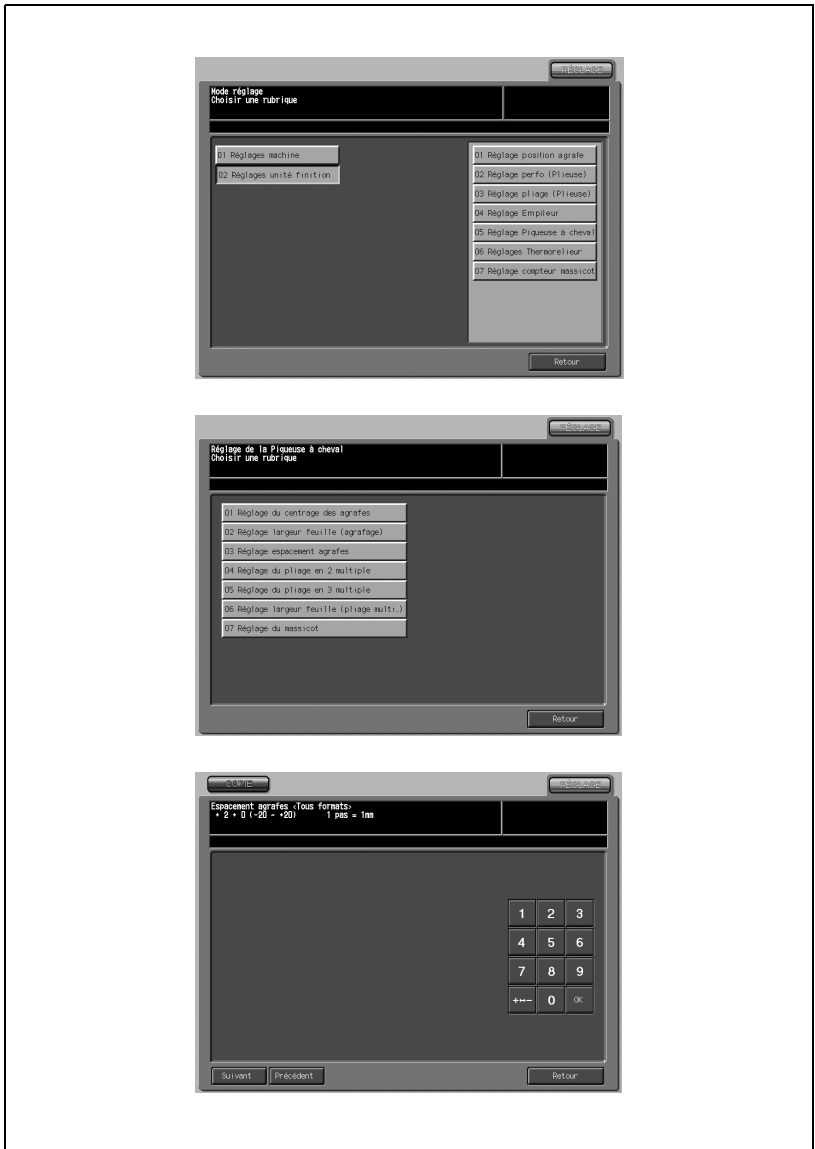 RÉGLAGE
Mode réglage
Choisir une rubrique
01 Réglages machine
02 Réglages unité finition
01 Réglage position agrafe
02 Réglage perfo (Plieuse)
03 Réglage pliage (Plieuse)
04 Réglage Empileur
05 Réglage Piqueuse à cheval
06 Réglages Thermorelieur
07 Réglage compteur massicot
Retour
RÉGLAGE
Réglage de la Piqueuse à cheval
Choisir une rubrique
01 Réglage du centrage des agrafes
02 Réglage largeur feuille (agrafage)
03 Réglage espacement agrafes
04 Réglage du pliage en 2 multiple
05 Réglage du pliage en 3 multiple
06 Réglage largeur feuille (pliage multi.)
07 Réglage du massicot
Retour
COPIE
RÉGLAGE
Espacement agrafes <Tous formats>
+ 2 + 0 (-20 ~ +20) 1 pas = 1mm
1 2 3
4 5 6
7 8 9
+↔- 0 OK
Suivant Précédent Retour